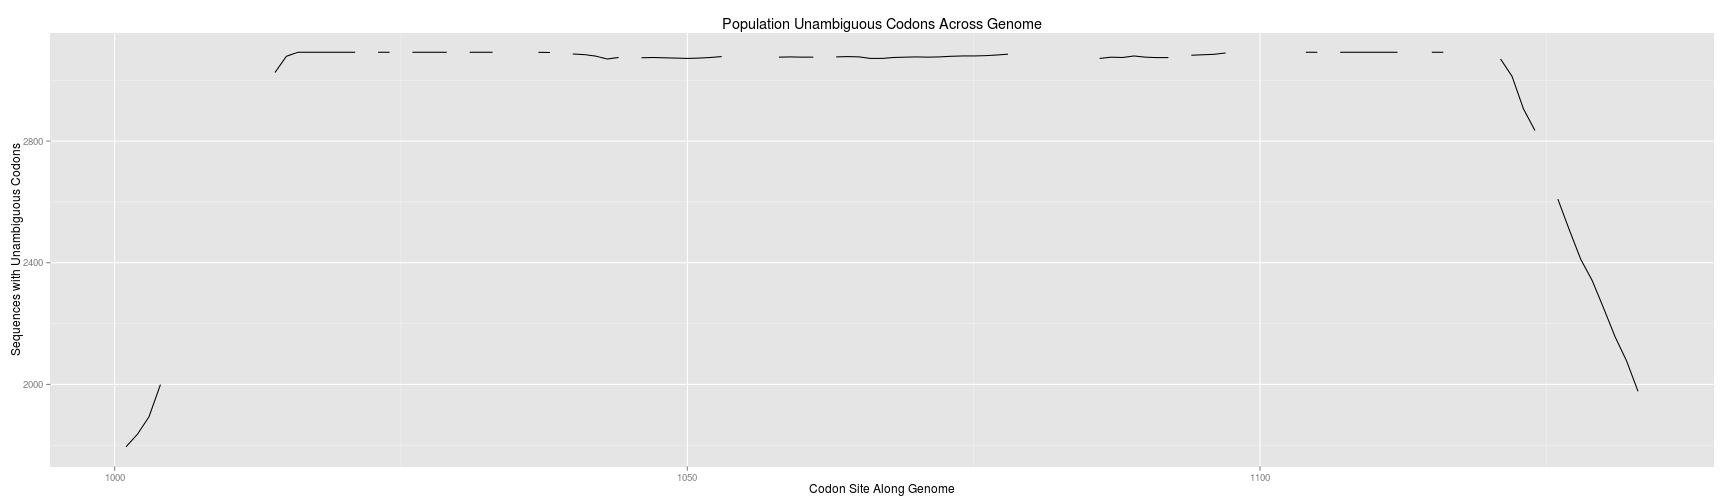 Population Unambiguous Codons Across Genome
Sequences with Unambiguous Codons
2800
2400
2000
1000
1050
1100
Codon Site Along Genome